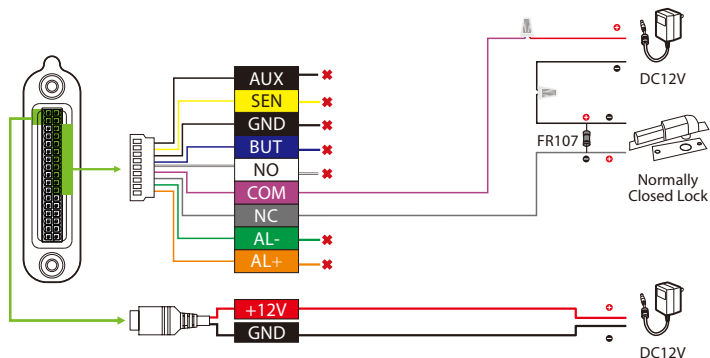 AUX
SEN
GND
BUT
NO
COM
NC
AL-
AL+
DC12V
FR107
Normally
Closed Lock
+12V
GND
DC12V